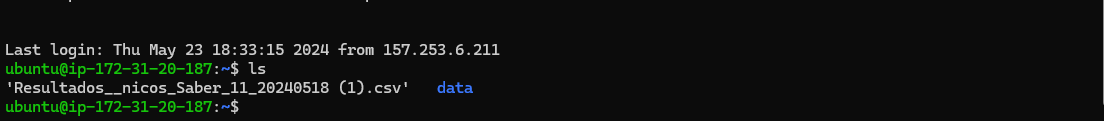 Last login: Thu May 23 18:33:15 2024 from 157.253.6.211
ubuntu@ip-172-31-20-187:~$ ls
'Resultados__nicos_Saber_11_20240518 (1).csv'   data
ubuntu@ip-172-31-20-187:~$